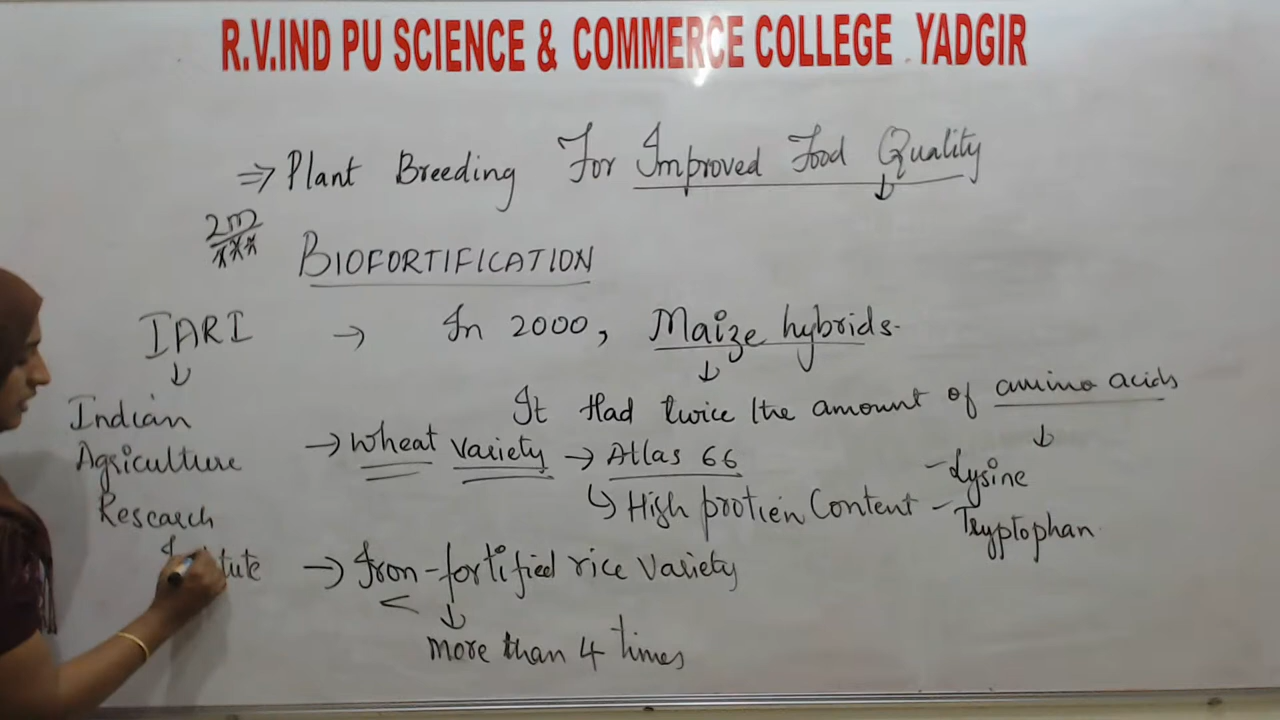 R.V.IND PU SCIENCE & COMMERCE COLLEGE YADGIR
⇒ Plant Breeding For Improved Food Quality
2m
***
BIOFORTIFICATION
IARI → In 2000, Maize hybrids.
It Had twice the amount of amino acids
Indian
Agriculture
Research
→ Wheat variety → Atlas 66
↳ High protien Content
- Lysine
- Tryptophan
→ Iron-fortified rice Variety
more than 4 times